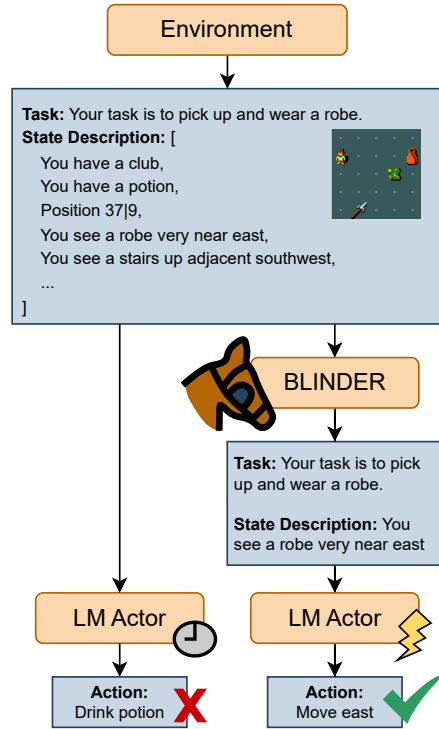 Environment
Task: Your task is to pick up and wear a robe.
State Description: [
You have a club,
You have a potion,
Position 37|9,
You see a robe very near east,
You see a stairs up adjacent southwest,
...
]
BLINDER
Task: Your task is to pick
up and wear a robe.
State Description: You
see a robe very near east
LM Actor
LM Actor
Action:
Drink potion
Action:
Move east